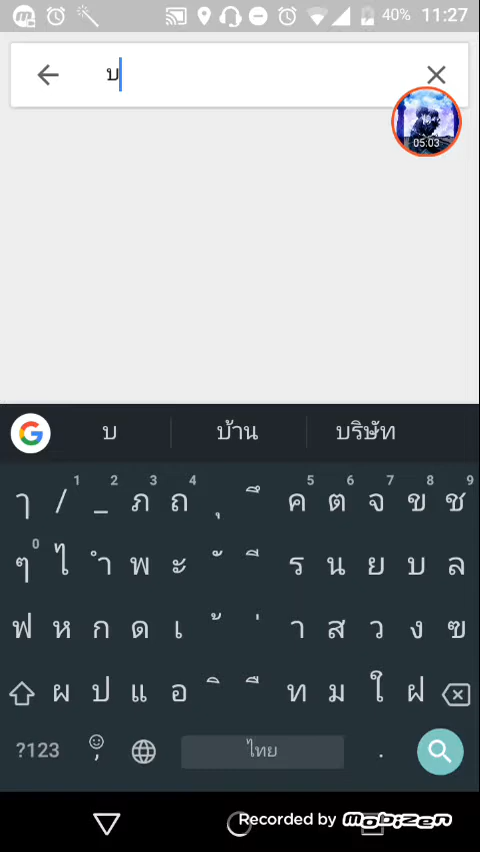 40% 11:27
บ
05:03
บ บ้าน บริษัท
ๅ / 1 _ 2 ภ 3 ถ 4 ุ ึ ค 5 ต 6 จ 7 ข 8 ช 9
ๆ 0 ไ ำ พ ะ ั ี ร น ย บ ล
ฟ ห ก ด เ ้ ่ า ส ว ง ฃ
ผ ป แ อ ิ ื ท ม ใ ฝ
?123 , ไทย .
Recorded by Mobizen